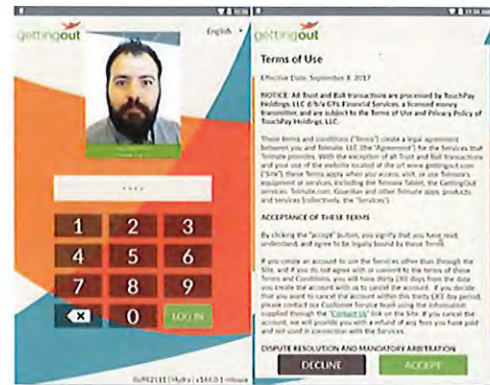 gettingout
English
1 2 3
4 5 6
7 8 9
0 LOG IN
gettingout
Terms of Use
Effective Date: September 8, 2017
NOTICE: All Trust and Bail transactions are processed by TouchPay
Holdings, LLC d/b/a GTL Financial Services, a licensed money
transmitter, and are subject to the Terms of Use and Privacy Policy of
TouchPay Holdings, LLC.
These terms and conditions ("Terms") create a legal agreement
between you and Telmate, LLC (the "Agreement") for the Services that
Telmate provides. With the exception of all Trust and Bail transactions
and your use of the website located at the url www.gettingout.com
("Site"), these Terms apply when you access, visit, or use Telmate's
equipment or services, including the Telmate Tablet, the GettingOut
services, Telmate.com, Guardian and other Telmate apps, products
and services (collectively, the "Services").
ACCEPTANCE OF THESE TERMS
By clicking the "accept" button, you signify that you have read,
understand, and agree to be legally bound by these Terms.
If you create an account to use the Services other than through the
Site, and if you do not agree with or consent to the terms of these
Terms and Conditions, you will have thirty (30) days from the date
you create the account with us to cancel the account. If you decide
that you want to cancel the account within this thirty (30) day period,
please contact our Customer Service team using the information
supplied through the "Contact Us" link on the Site. If you cancel the
account, we will provide you with a refund of any fees you have paid
and not used in connection with the Services.
DISPUTE RESOLUTION AND MANDATORY ARBITRATION
DECLINE ACCEPT